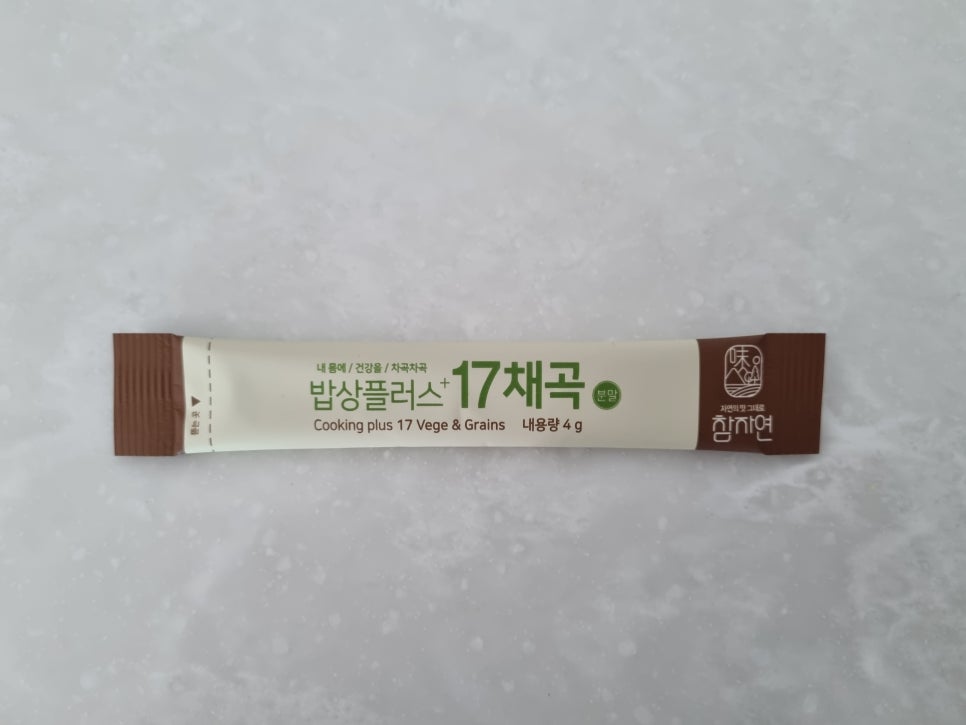 뜯는 곳
내 몸에 / 건강을 / 차곡차곡
밥상플러스+ 17채곡 분말
Cooking plus 17 Vege & Grains 내용량 4 g
味
자연의 맛 그대로
참자연